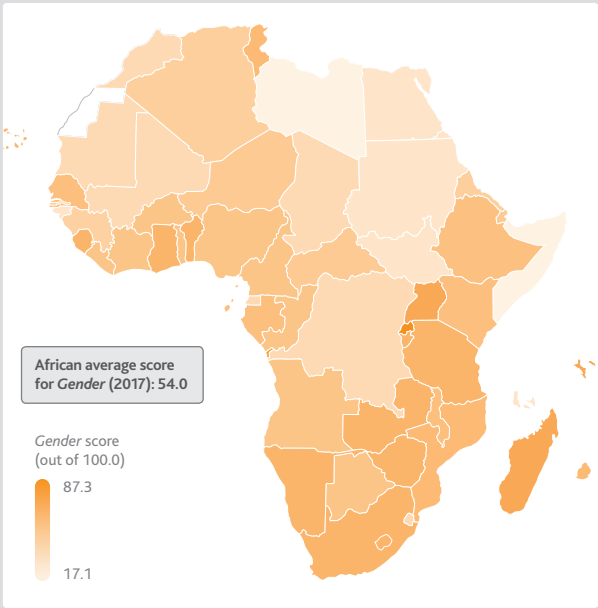 African average score
for Gender (2017): 54.0
Gender score
(out of 100.0)
87.3
17.1